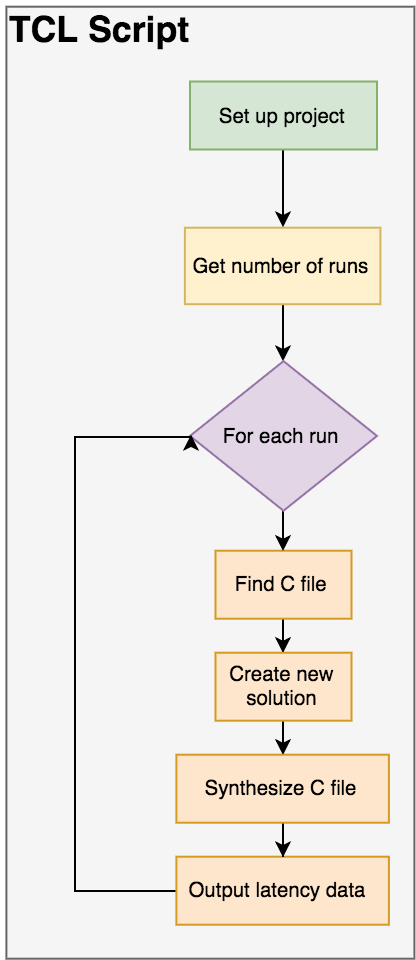 TCL Script
Set up project
Get number of runs
For each run
Find C file
Create new
solution
Synthesize C file
Output latency data